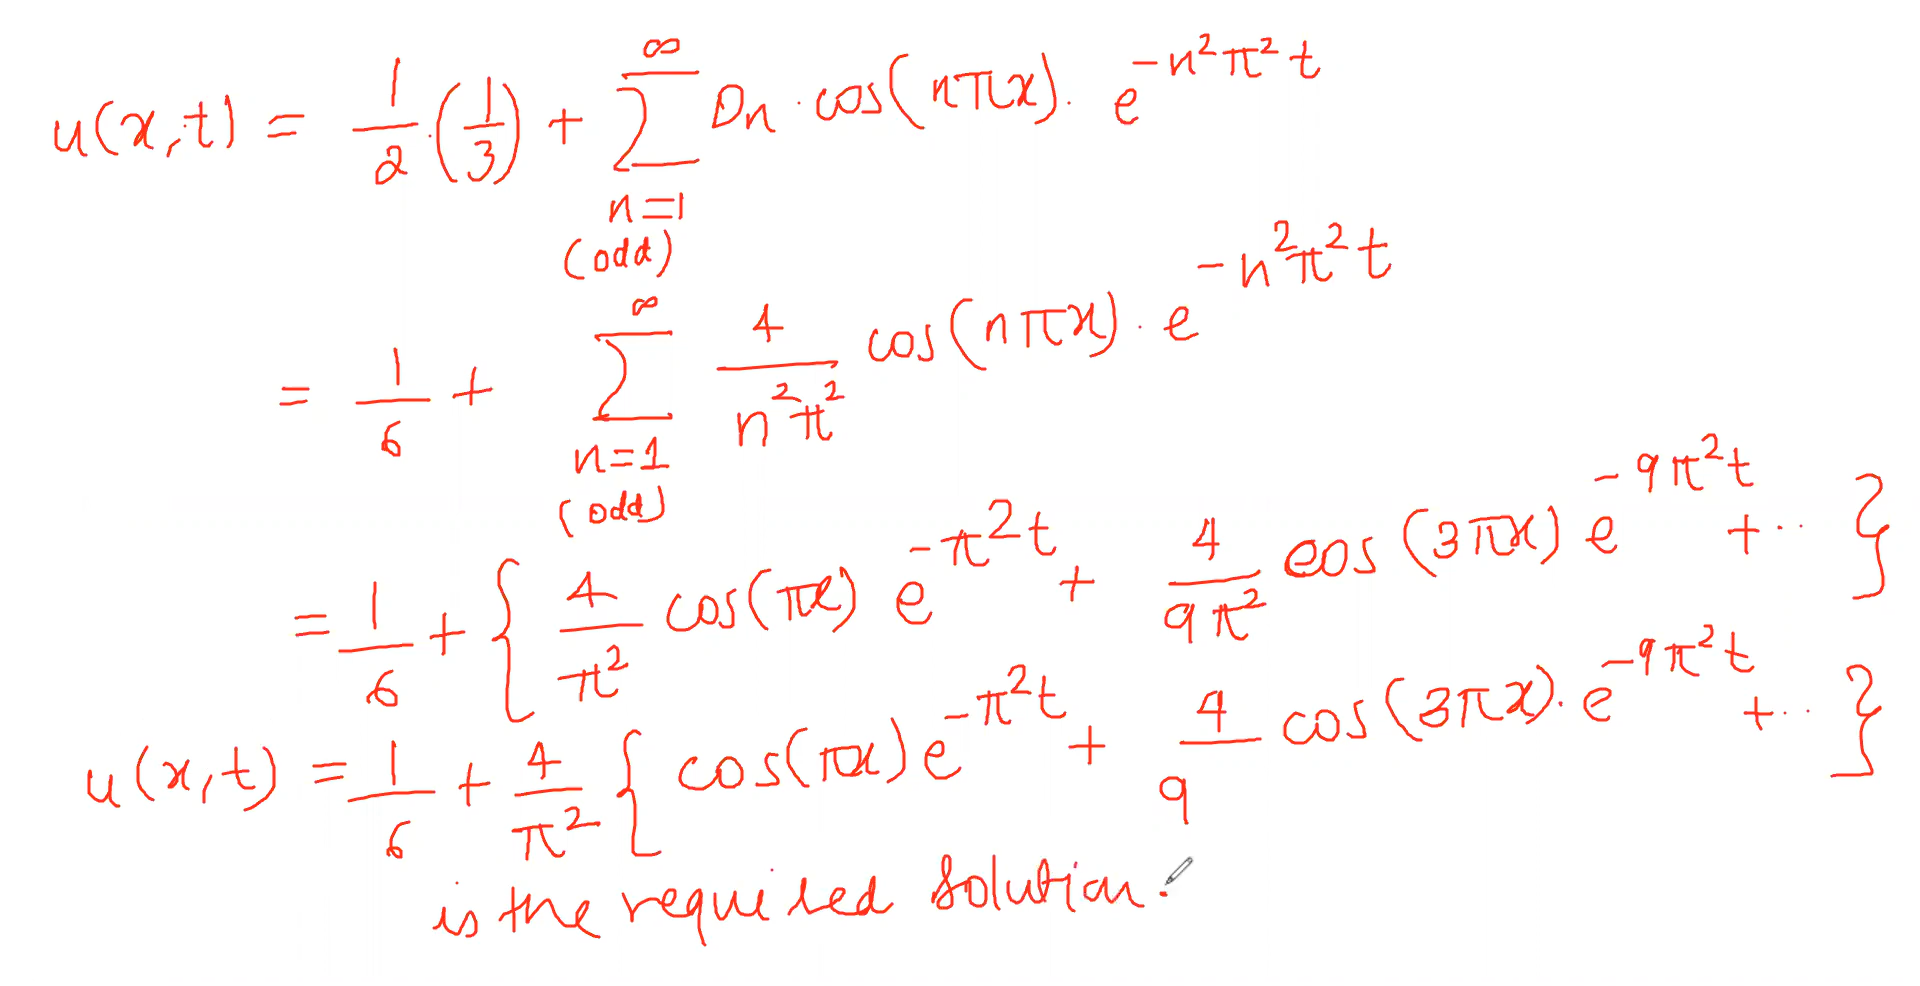 u(x,t) = 1/2 · (1/3) + ∑_{n=1 (odd)}^{∞} Dn · cos(nπx) · e^{-n²π²t}
= 1/6 + ∑_{n=1 (odd)}^{∞} 4/(n²π²) cos(nπx) · e^{-n²π²t}
= 1/6 + { 4/π² cos(πx) e^{-π²t} + 4/(9π²) cos(3πx) e^{-9π²t} + ·· }
u(x,t) = 1/6 + 4/π² { cos(πx) e^{-π²t} + 4/9 cos(3πx) · e^{-9π²t} + ·· }
is the required solution.